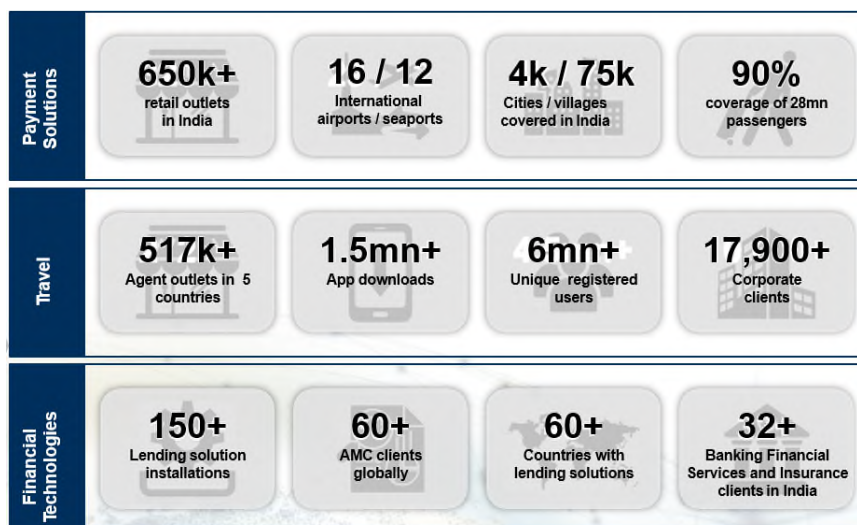 Payment
Solutions
650k+
retail outlets
in India
16 / 12
International
airports / seaports
4k / 75k
Cities / villages
covered in India
90%
coverage of 28mn
passengers
Travel
517k+
Agent outlets in 5
countries
1.5mn+
App downloads
6mn+
Unique registered
users
17,900+
Corporate
clients
Financial
Technologies
150+
Lending solution
installations
60+
AMC clients
globally
60+
Countries with
lending solutions
32+
Banking Financial
Services and Insurance
clients in India